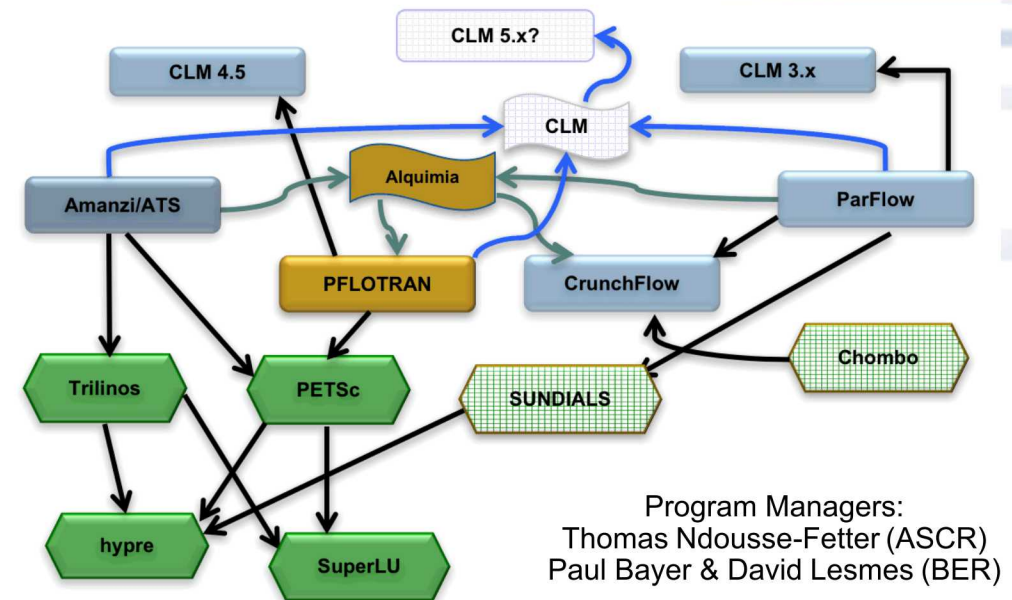 CLM 5.x?
CLM 4.5
CLM 3.x
CLM
Alquimia
Amanzi/ATS
ParFlow
PFLOTRAN
CrunchFlow
Chombo
Trilinos
PETSc
SUNDIALS
hypre
SuperLU
Program Managers:
Thomas Ndousse-Fetter (ASCR)
Paul Bayer & David Lesmes (BER)